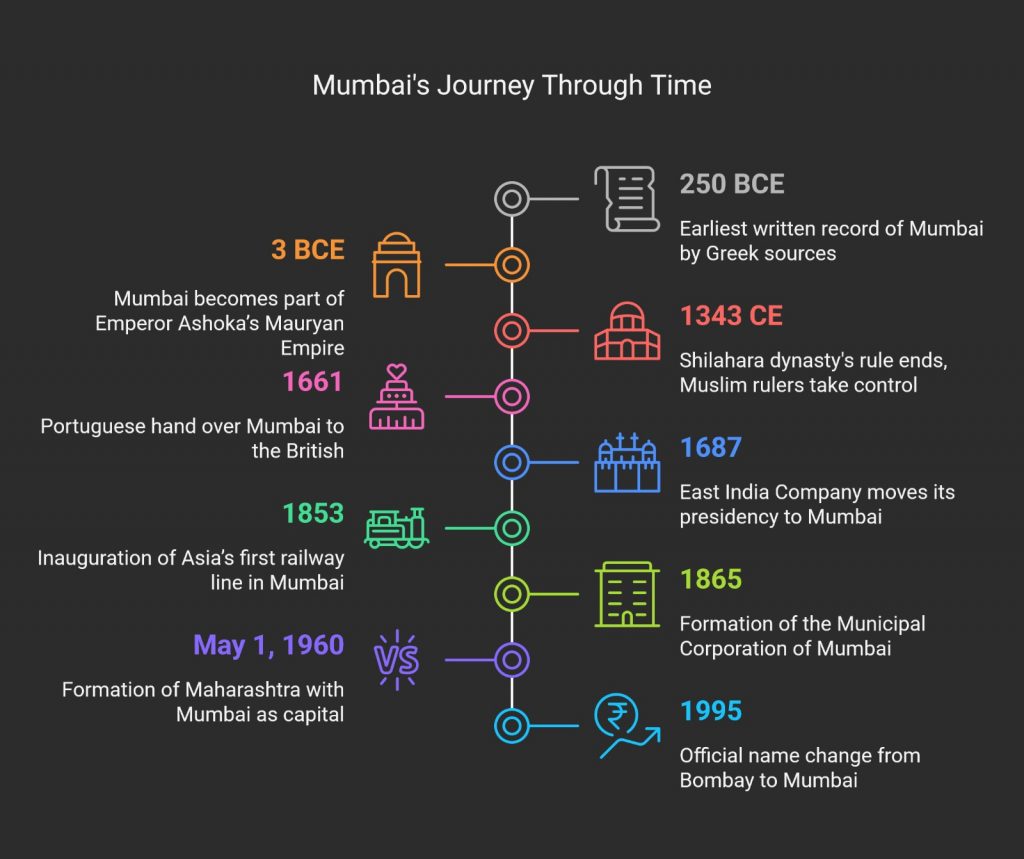 Mumbai's Journey Through Time
250 BCE
Earliest written record of Mumbai
by Greek sources
3 BCE
Mumbai becomes part of
Emperor Ashoka’s Mauryan
Empire
1343 CE
Shilahara dynasty's rule ends,
Muslim rulers take control
1661
Portuguese hand over Mumbai to
the British
1687
East India Company moves its
presidency to Mumbai
1853
Inauguration of Asia’s first railway
line in Mumbai
1865
Formation of the Municipal
Corporation of Mumbai
May 1, 1960
VS
Formation of Maharashtra with
Mumbai as capital
₹
1995
Official name change from
Bombay to Mumbai